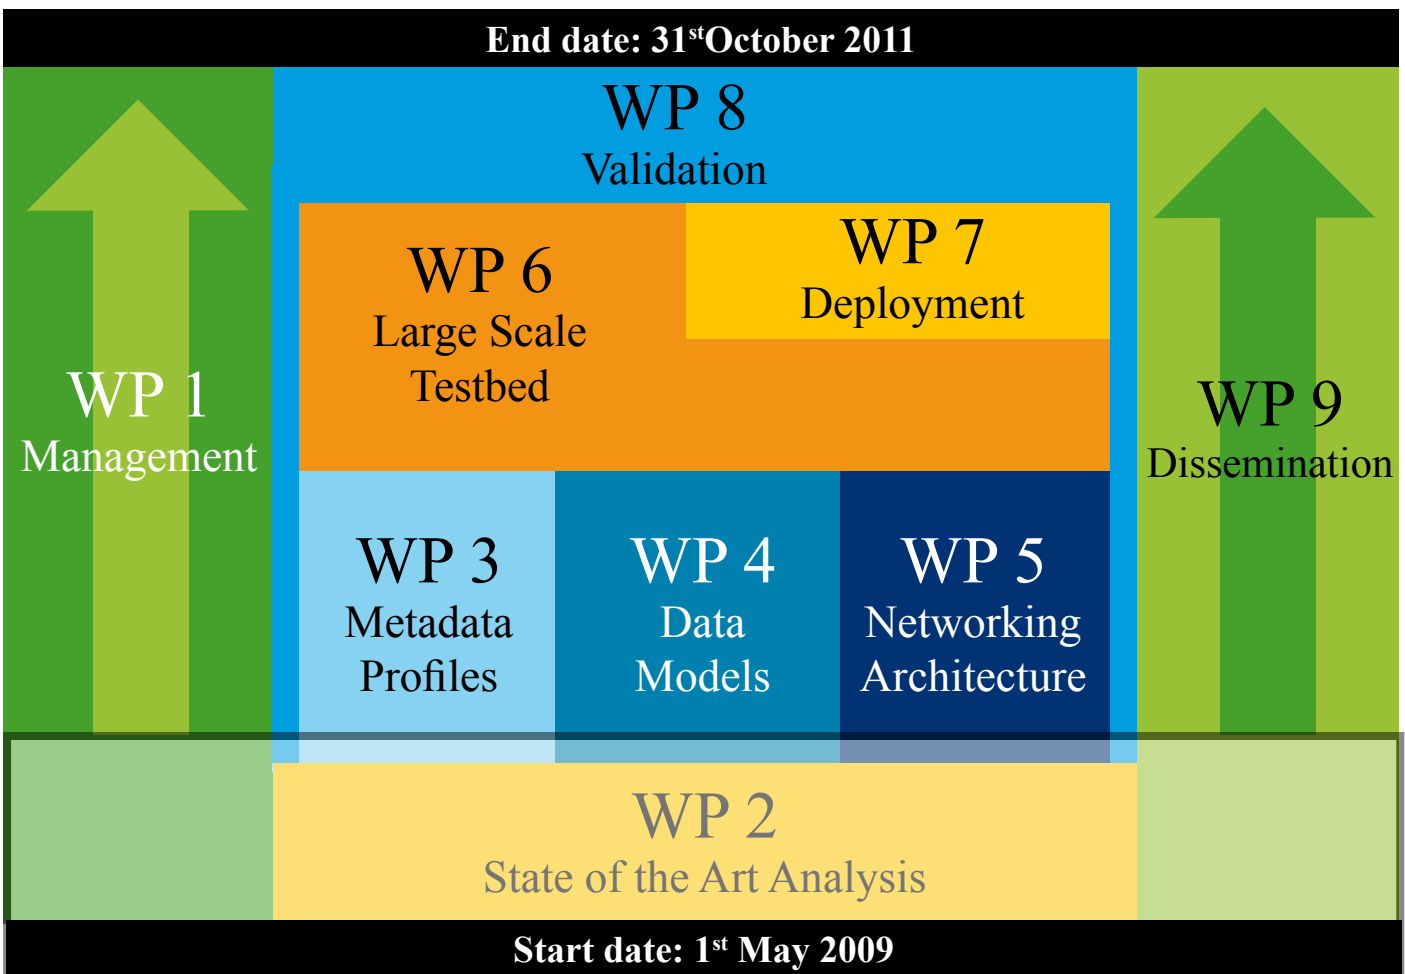 End date: 31stOctober 2011
WP 8
Validation
WP 7
Deployment
WP 6
Large Scale
Testbed
WP 1
Management
WP 9
Dissemination
WP 3
Metadata
Profiles
WP 4
Data
Models
WP 5
Networking
Architecture
WP 2
State of the Art Analysis
Start date: 1st May 2009